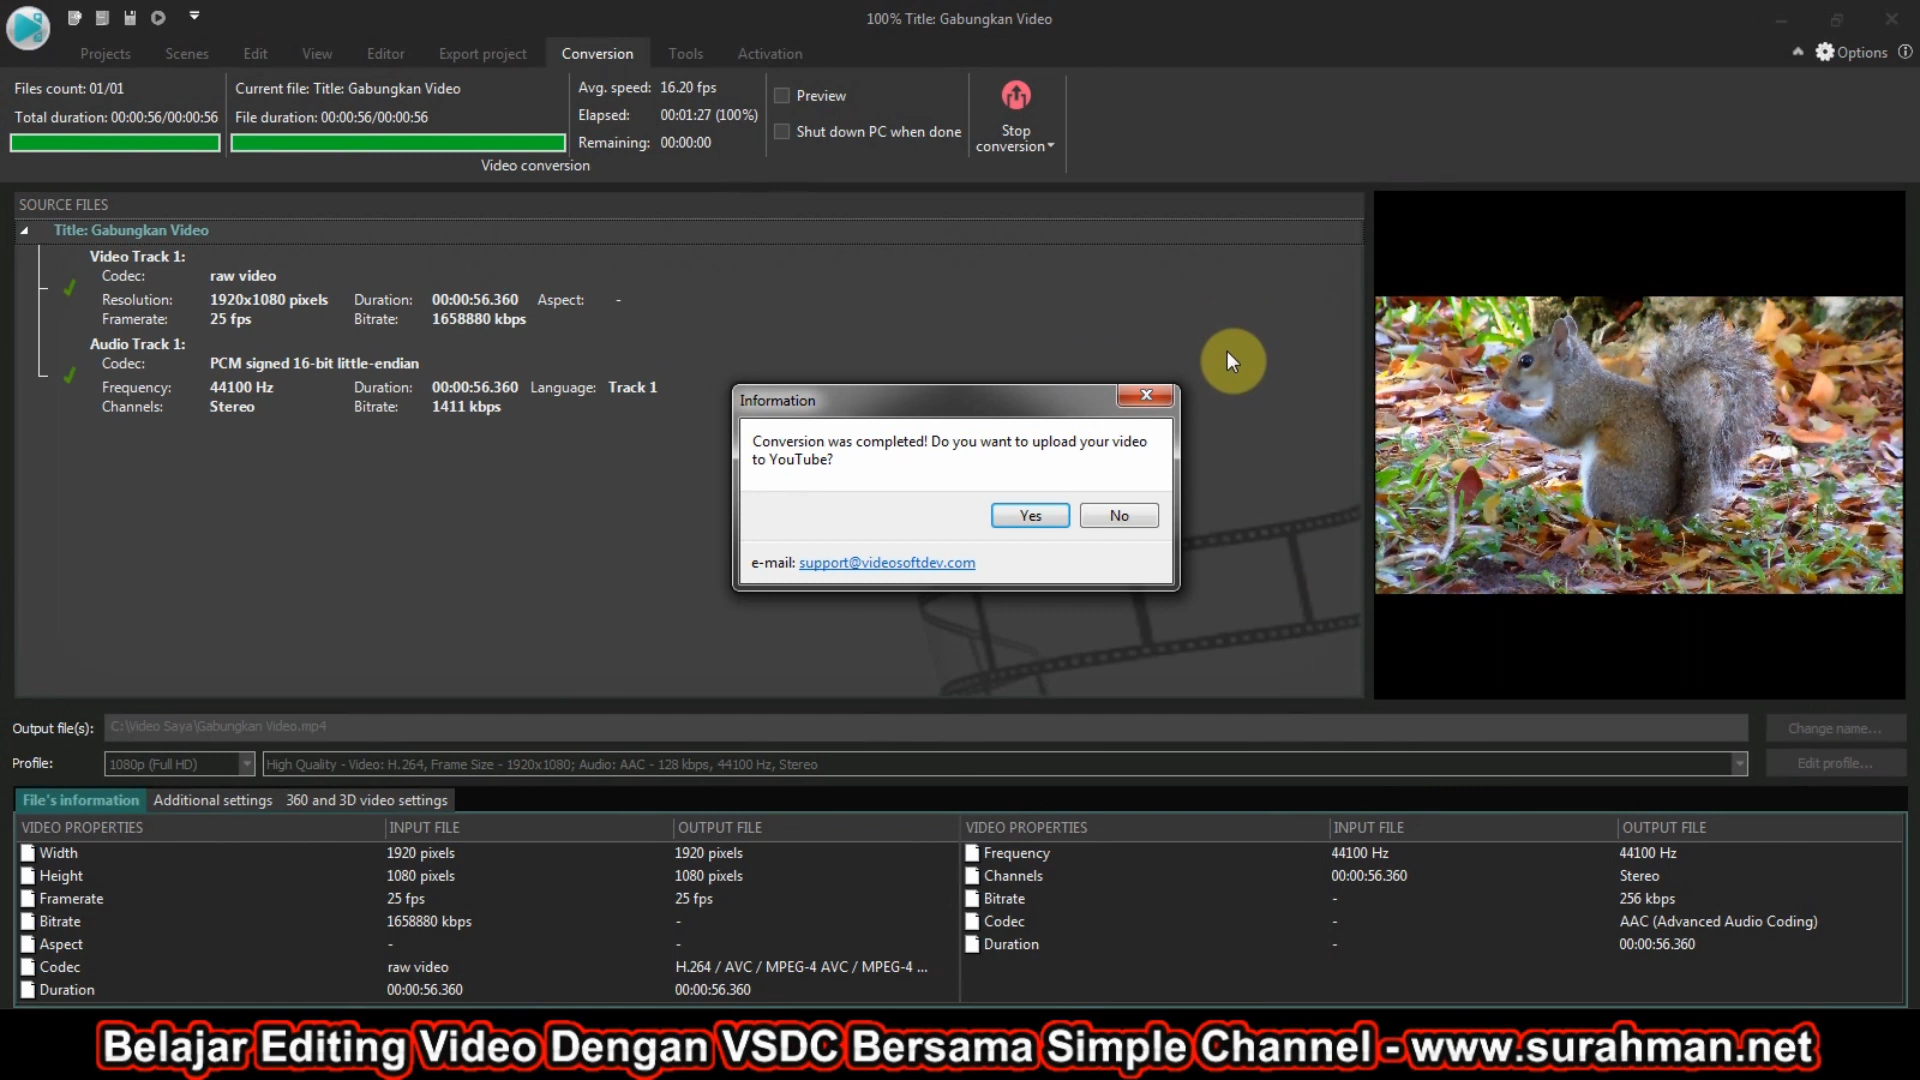 100% Title: Gabungkan Video
Projects Scenes Edit View Editor Export project Conversion Tools Activation
Options
Files count: 01/01
Total duration: 00:00:56/00:00:56
Current file: Title: Gabungkan Video
File duration: 00:00:56/00:00:56
Avg. speed: 16.20 fps
Elapsed: 00:01:27 (100%)
Remaining: 00:00:00
Preview
Shut down PC when done
Stop
conversion
Video conversion
SOURCE FILES
Title: Gabungkan Video
Video Track 1:
Codec: raw video
Resolution: 1920x1080 pixels Duration: 00:00:56.360 Aspect: -
Framerate: 25 fps Bitrate: 1658880 kbps
Audio Track 1:
Codec: PCM signed 16-bit little-endian
Frequency: 44100 Hz Duration: 00:00:56.360 Language: Track 1
Channels: Stereo Bitrate: 1411 kbps
Information
Conversion was completed! Do you want to upload your video
to YouTube?
Yes No
e-mail: support@videosoftdev.com
Output file(s): C:\Video Saya\Gabungkan Video.mp4 Change name...
Profile: 1080p (Full HD) High Quality - Video: H.264, Frame Size - 1920x1080; Audio: AAC - 128 kbps, 44100 Hz, Stereo Edit profile...
File's information Additional settings 360 and 3D video settings
VIDEO PROPERTIES INPUT FILE OUTPUT FILE VIDEO PROPERTIES INPUT FILE OUTPUT FILE
Width 1920 pixels 1920 pixels Frequency 44100 Hz 44100 Hz
Height 1080 pixels 1080 pixels Channels 00:00:56.360 Stereo
Framerate 25 fps 25 fps Bitrate - 256 kbps
Bitrate 1658880 kbps - Codec - AAC (Advanced Audio Coding)
Aspect - - Duration - 00:00:56.360
Codec raw video H.264 / AVC / MPEG-4 AVC / MPEG-4 ...
Duration 00:00:56.360 00:00:56.360
Belajar Editing Video Dengan VSDC Bersama Simple Channel - www.surahman.net